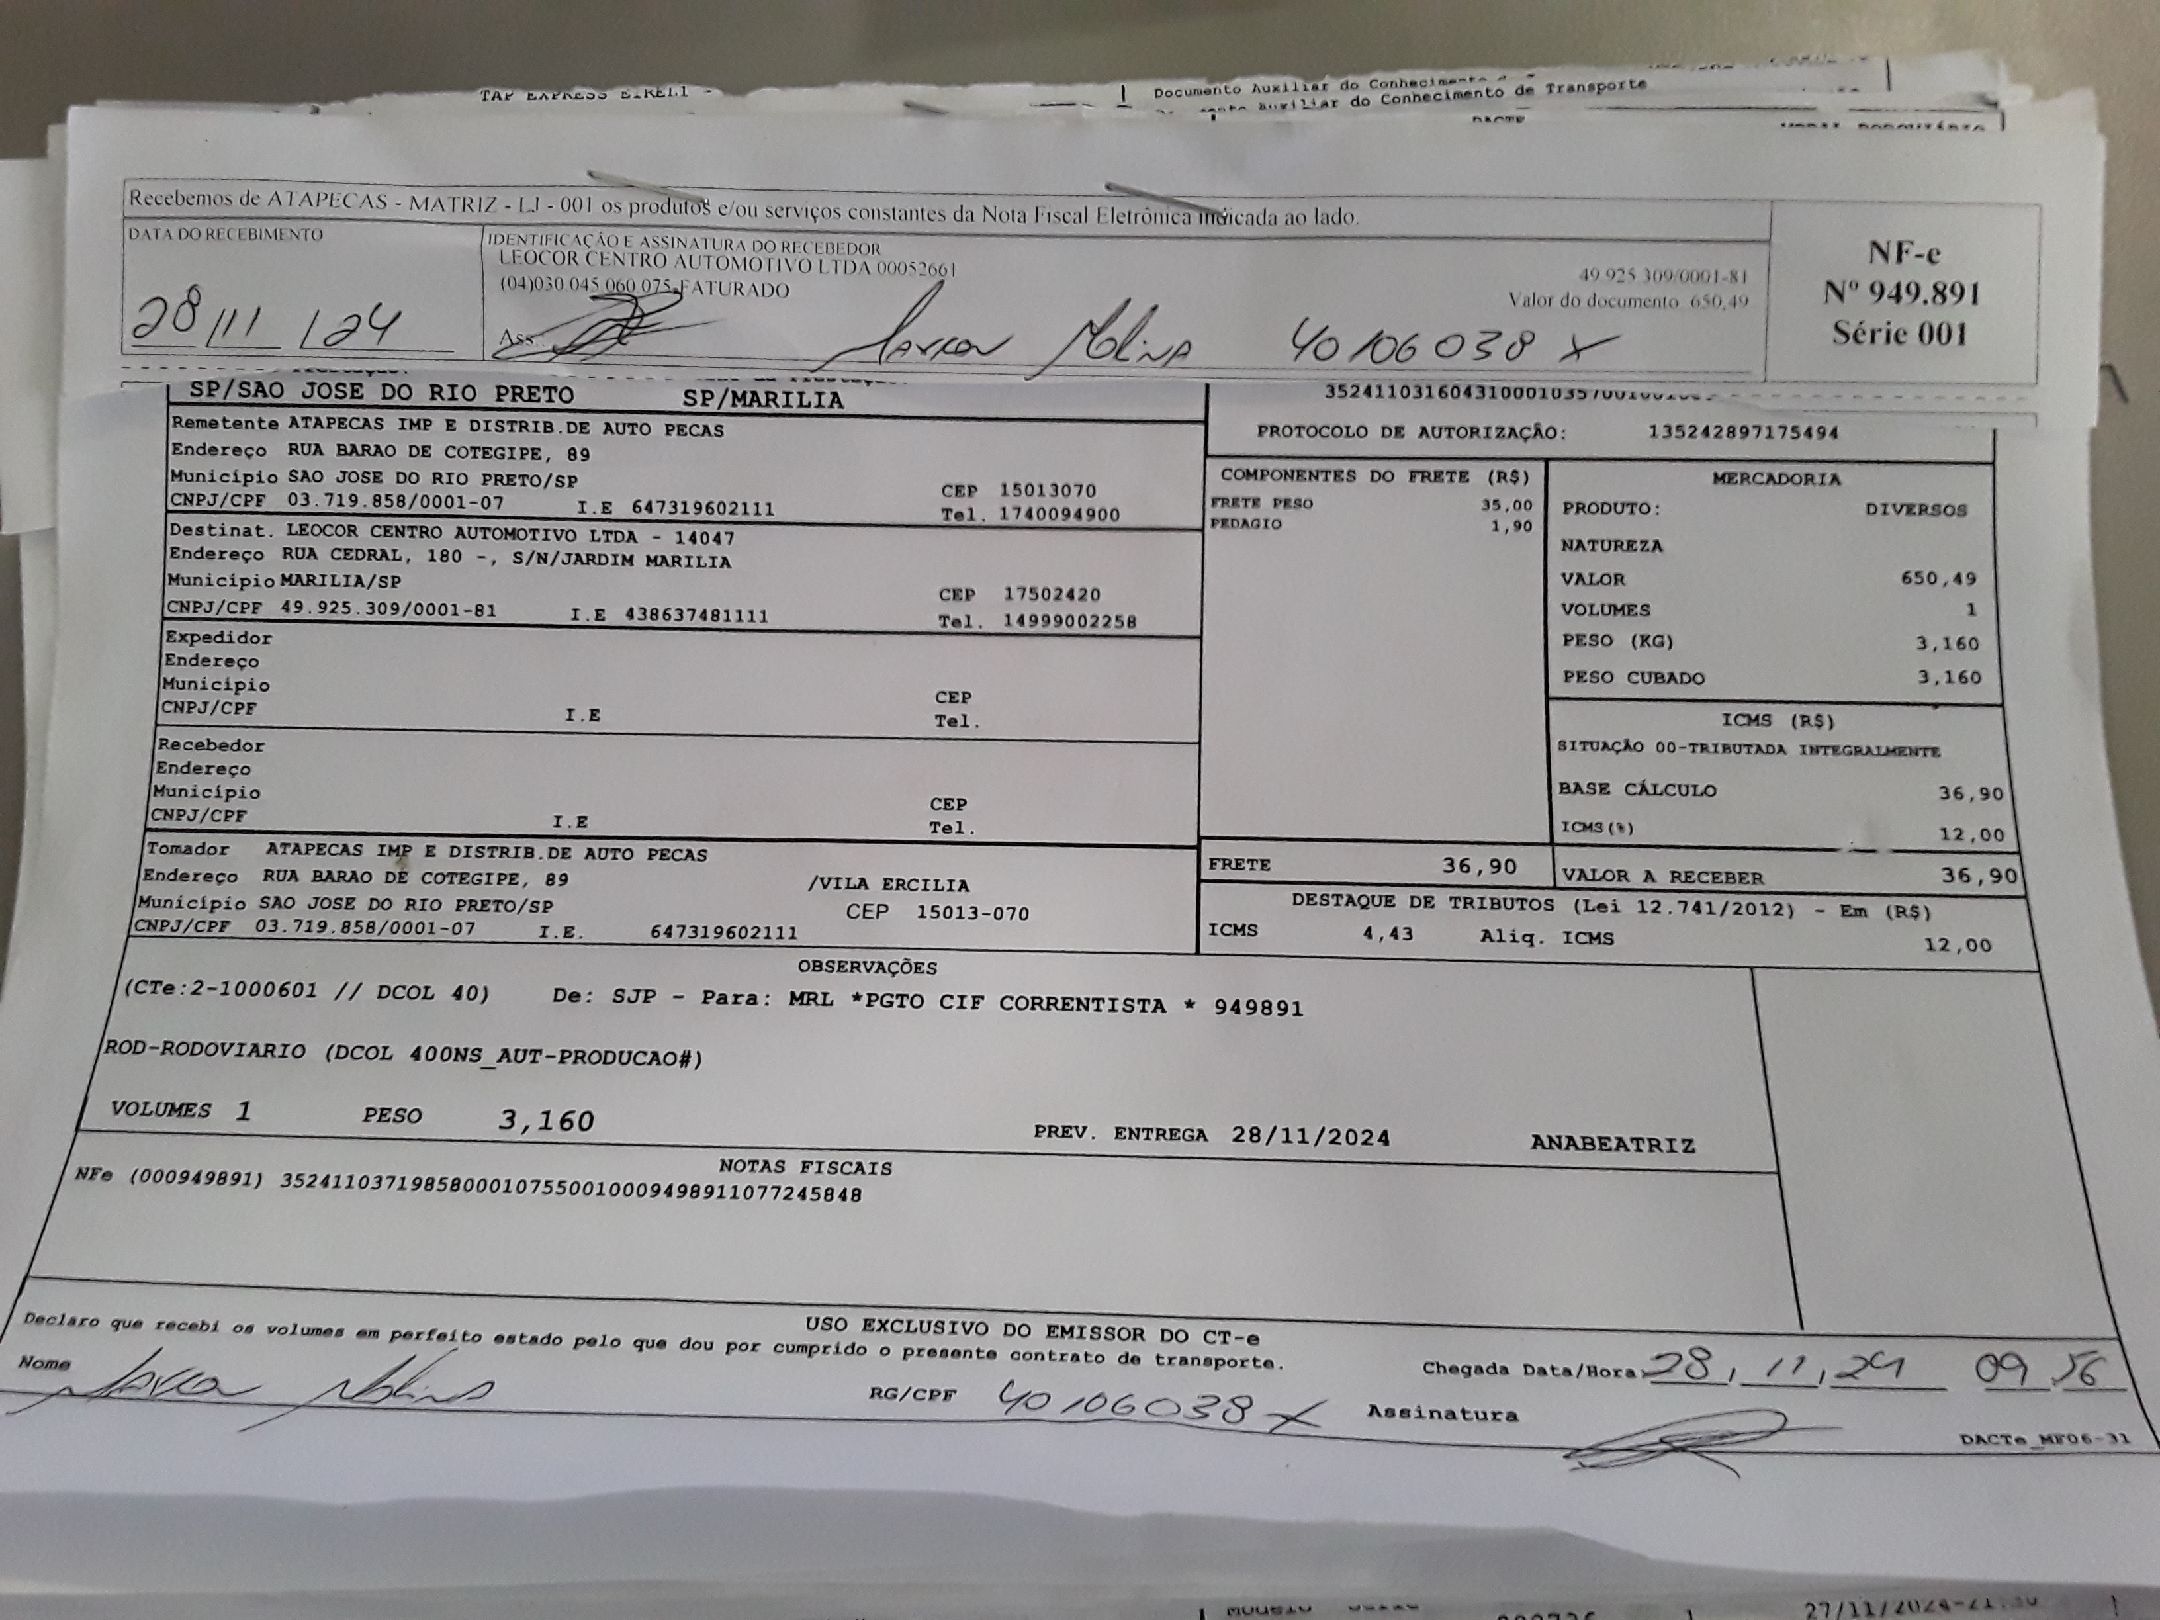 TAP EXPRESS EIRELI -
Documento Auxiliar do Conhecimento
Auxiliar do Conhecimento de Transporte
DACTE
Recebemos de ATAPECAS - MATRIZ - LJ - 001 os produtos e/ou serviços constantes da Nota Fiscal Eletrônica indicada ao lado.
DATA DO RECEBIMENTO
28/11/24
IDENTIFICAÇÃO E ASSINATURA DO RECEBEDOR
LEOCOR CENTRO AUTOMOTIVO LTDA 00052661
(04)030.045.060.075-FATURADO
49.925.309/0001-81
Valor do documento 650,49
Ass. Molina 40106038 X
NF-e
Nº 949.891
Série 001
SP/SAO JOSE DO RIO PRETO SP/MARILIA
Remetente ATAPECAS IMP E DISTRIB.DE AUTO PECAS
Endereço RUA BARAO DE COTEGIPE, 89
Município SAO JOSE DO RIO PRETO/SP CEP 15013070
CNPJ/CPF 03.719.858/0001-07 I.E 647319602111 Tel. 1740094900
Destinat. LEOCOR CENTRO AUTOMOTIVO LTDA - 14047
Endereço RUA CEDRAL, 180 -, S/N/JARDIM MARILIA
Município MARILIA/SP CEP 17502420
CNPJ/CPF 49.925.309/0001-81 I.E 438637481111 Tel. 14999002258
Expedidor
Endereço
Município CEP
CNPJ/CPF I.E Tel.
Recebedor
Endereço
Município CEP
CNPJ/CPF I.E Tel.
Tomador ATAPECAS IMP E DISTRIB.DE AUTO PECAS
Endereço RUA BARAO DE COTEGIPE, 89 /VILA ERCILIA
Município SAO JOSE DO RIO PRETO/SP CEP 15013-070
CNPJ/CPF 03.719.858/0001-07 I.E. 647319602111
PROTOCOLO DE AUTORIZAÇÃO: 135242897175494
COMPONENTES DO FRETE (R$)
FRETE PESO 35,00
PEDAGIO 1,90
MERCADORIA
PRODUTO: DIVERSOS
NATUREZA
VALOR 650,49
VOLUMES 1
PESO (KG) 3,160
PESO CUBADO 3,160
ICMS (R$)
SITUAÇÃO 00-TRIBUTADA INTEGRALMENTE
BASE CÁLCULO 36,90
ICMS(%) 12,00
FRETE 36,90 VALOR A RECEBER 36,90
DESTAQUE DE TRIBUTOS (Lei 12.741/2012) - Em (R$)
ICMS 4,43 Aliq. ICMS 12,00
OBSERVAÇÕES
(CTe:2-1000601 // DCOL 40) De: SJP - Para: MRL *PGTO CIF CORRENTISTA * 949891
ROD-RODOVIARIO (DCOL 400NS_AUT-PRODUCAO#)
VOLUMES 1 PESO 3,160 PREV. ENTREGA 28/11/2024 ANABEATRIZ
NOTAS FISCAIS
NFe (000949891) 35241103719858000107550010009498911077245848
USO EXCLUSIVO DO EMISSOR DO CT-e
Declaro que recebi os volumes em perfeito estado pelo que dou por cumprido o presente contrato de transporte.
Chegada Data/Hora: 28/11/24 09:56
Nome Molina RG/CPF 40106038 X Assinatura
DACTe_MF06-31